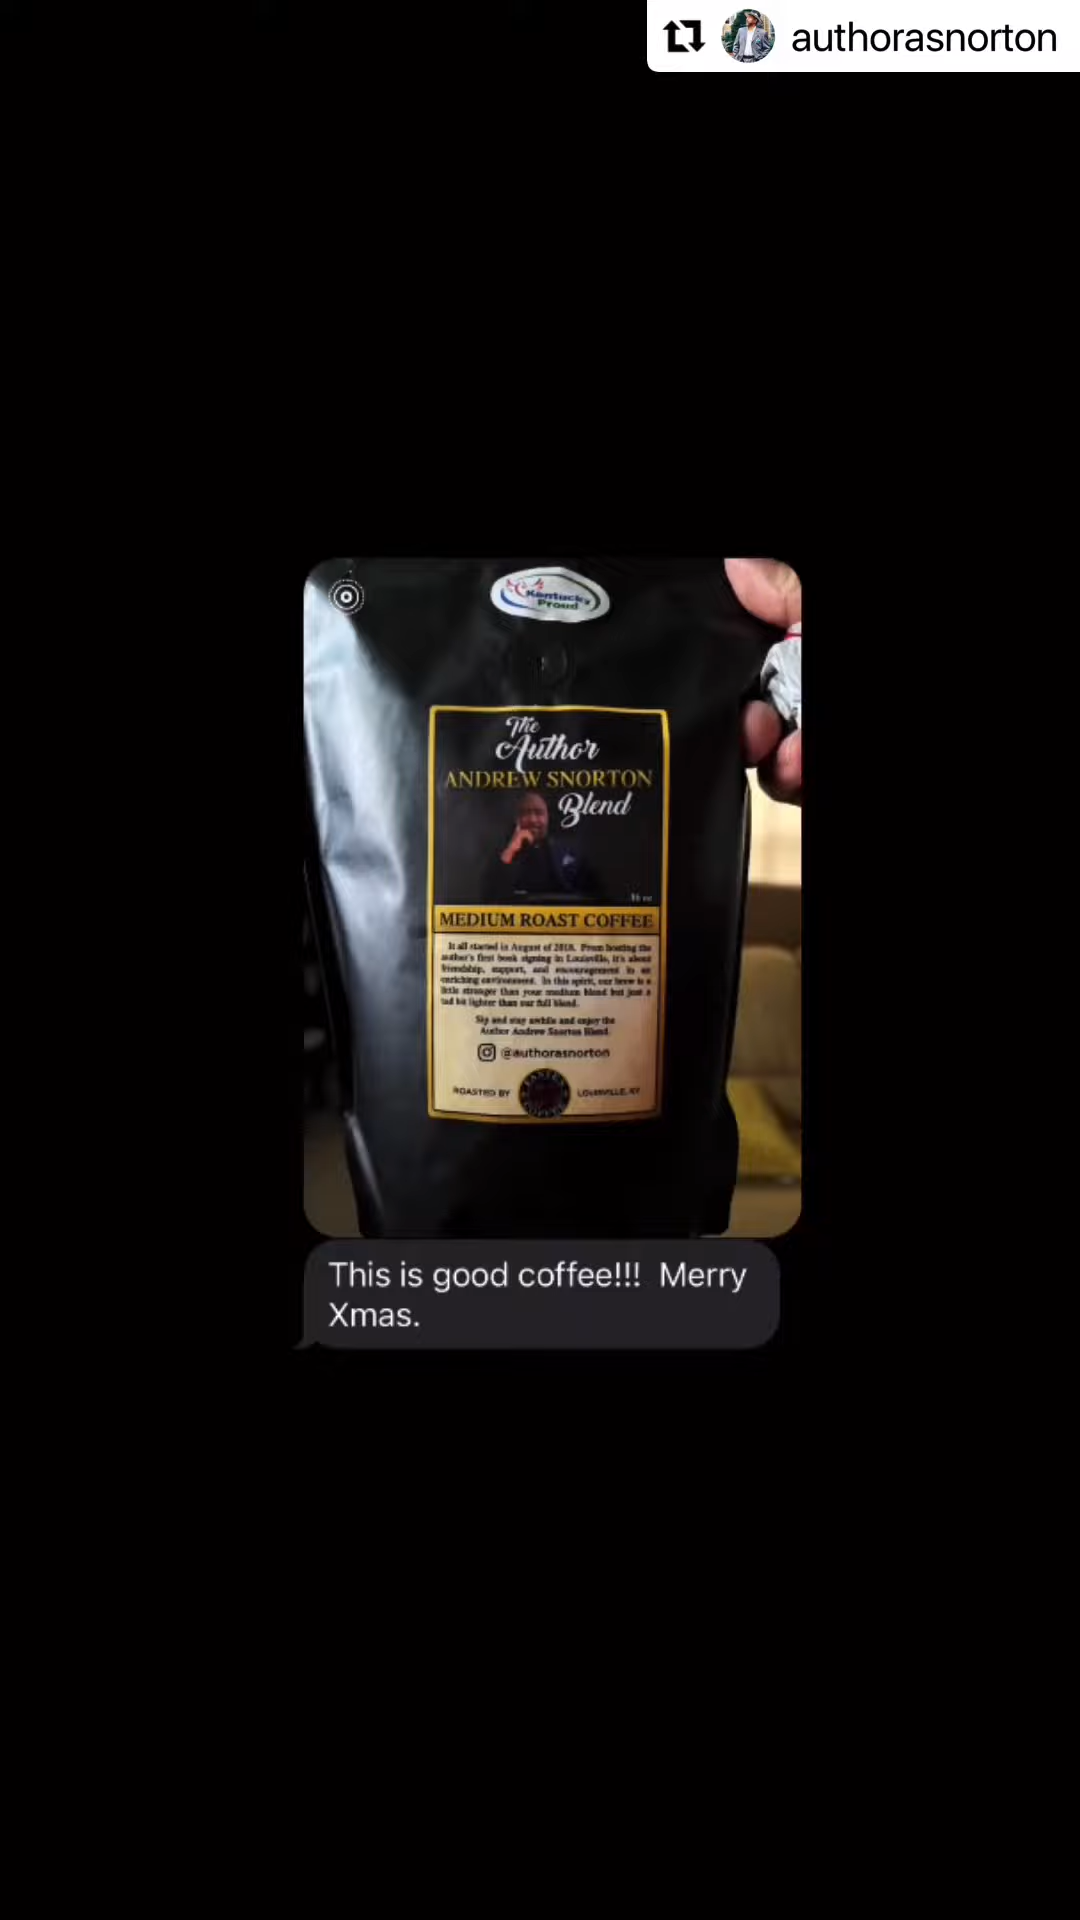 authorasnorton
Kentucky
Proud
The
Author
ANDREW SNORTON
Blend
16 oz
MEDIUM ROAST COFFEE
It all started in August of 2018. From hosting the
author's first book signing in Louisville, it's about
friendship, support, and encouragement in an
enriching environment. In this spirit, our brew is a
little stronger than your medium blend but just a
tad bit lighter than our full blend.
Sip and stay awhile and enjoy the
Author Andrew Snorton Blend.
@authorasnorton
ROASTED BY
COFFEE
LOUISVILLE, KY
This is good coffee!!! Merry
Xmas.